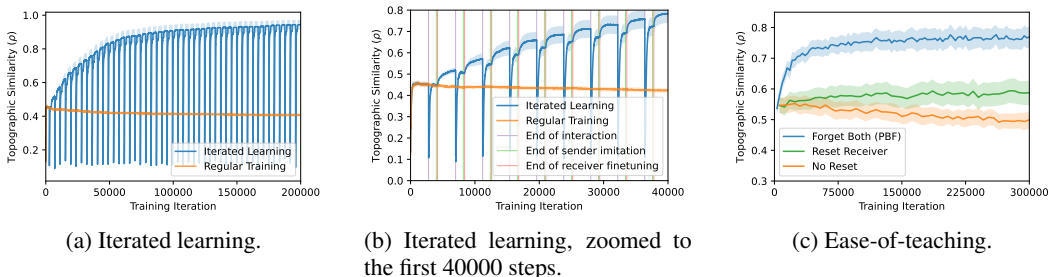 Topographic Similarity (ρ)
1.0
0.8
0.6
0.4
0.2
0
50000
100000
150000
200000
Training Iteration
Iterated Learning
Regular Training
(a) Iterated learning.
Topographic Similarity (ρ)
0.8
0.7
0.6
0.5
0.4
0.3
0.2
0.1
0.0
0
10000
20000
30000
40000
Training Iteration
Iterated Learning
Regular Training
End of interaction
End of sender imitation
End of receiver finetuning
(b) Iterated learning, zoomed to
the first 40000 steps.
Topographic Similarity (ρ)
0.8
0.7
0.6
0.5
0.4
0.3
0
75000
150000
225000
300000
Training Iteration
Forget Both (PBF)
Reset Receiver
No Reset
(c) Ease-of-teaching.